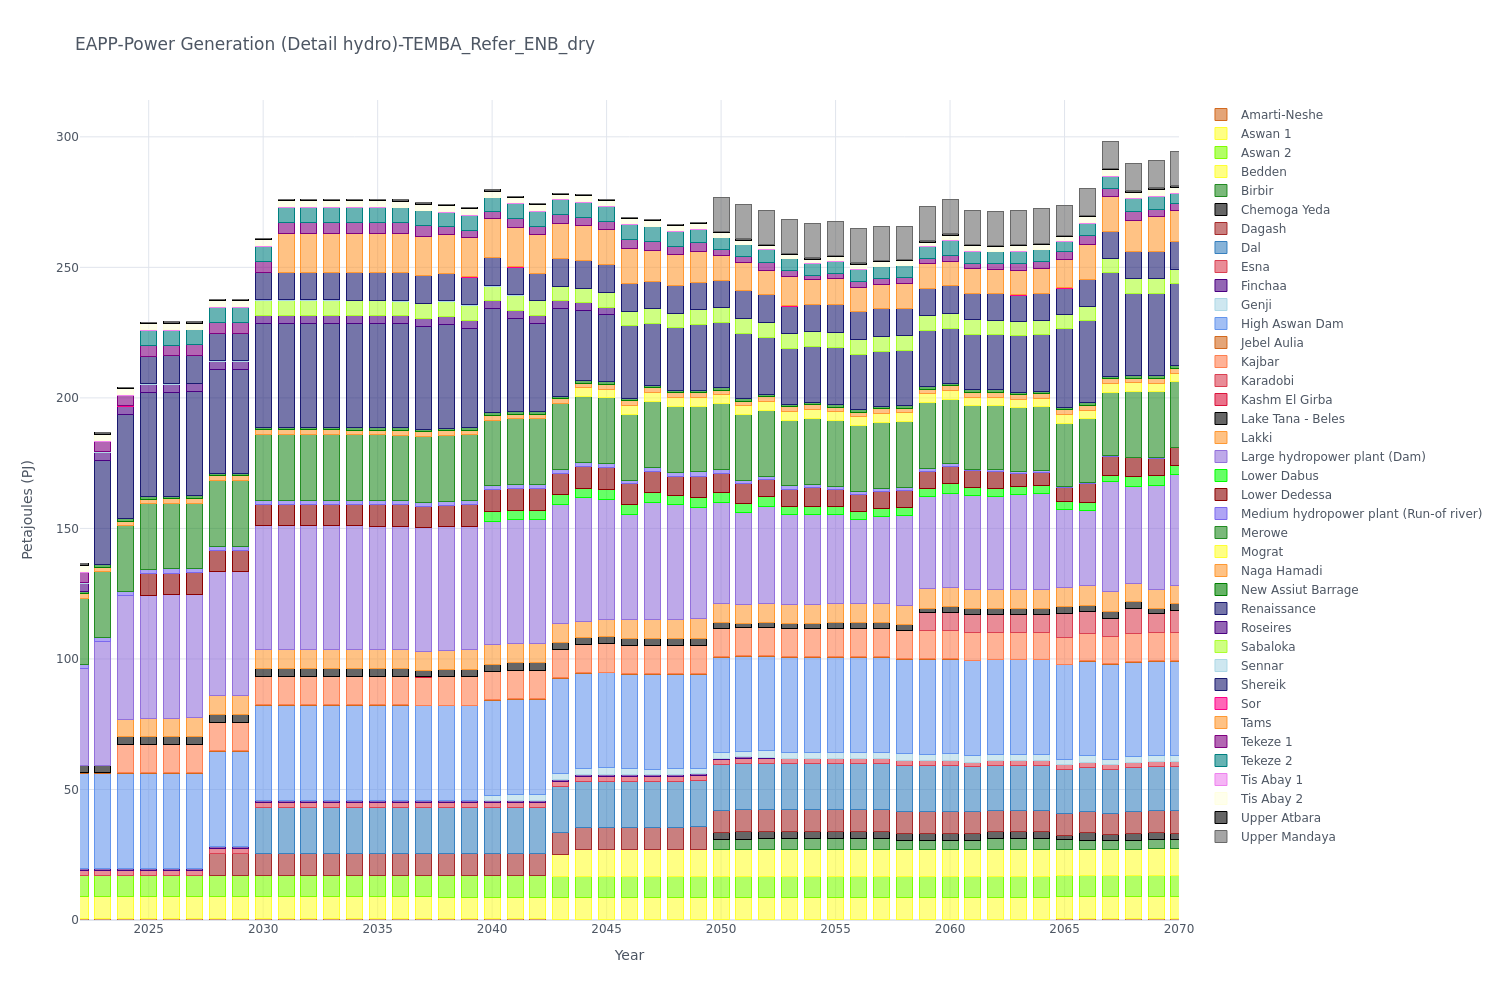 EAPP-Power Generation (Detail hydro)-TEMBA_Refer_ENB_dry
300
250
200
150
100
50
0
Petajoules (PJ)
2025
2030
2035
2040
2045
2050
2055
2060
2065
2070
Year
Amarti-Neshe
Aswan 1
Aswan 2
Bedden
Birbir
Chemoga Yeda
Dagash
Dal
Esna
Finchaa
Genji
High Aswan Dam
Jebel Aulia
Kajbar
Karadobi
Kashm El Girba
Lake Tana - Beles
Lakki
Large hydropower plant (Dam)
Lower Dabus
Lower Dedessa
Medium hydropower plant (Run-of river)
Merowe
Mograt
Naga Hamadi
New Assiut Barrage
Renaissance
Roseires
Sabaloka
Sennar
Shereik
Sor
Tams
Tekeze 1
Tekeze 2
Tis Abay 1
Tis Abay 2
Upper Atbara
Upper Mandaya